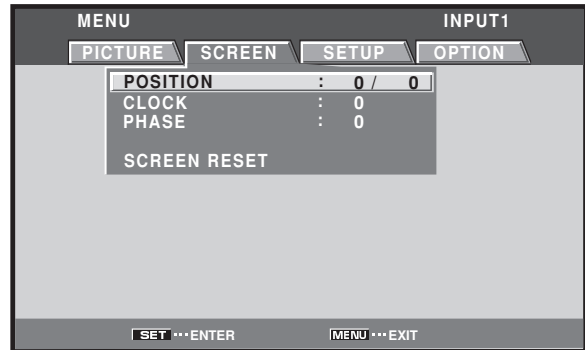 MENU INPUT1
PICTURE SCREEN SETUP OPTION
POSITION : 0 / 0
CLOCK : 0
PHASE : 0
SCREEN RESET
SET ··· ENTER MENU ··· EXIT